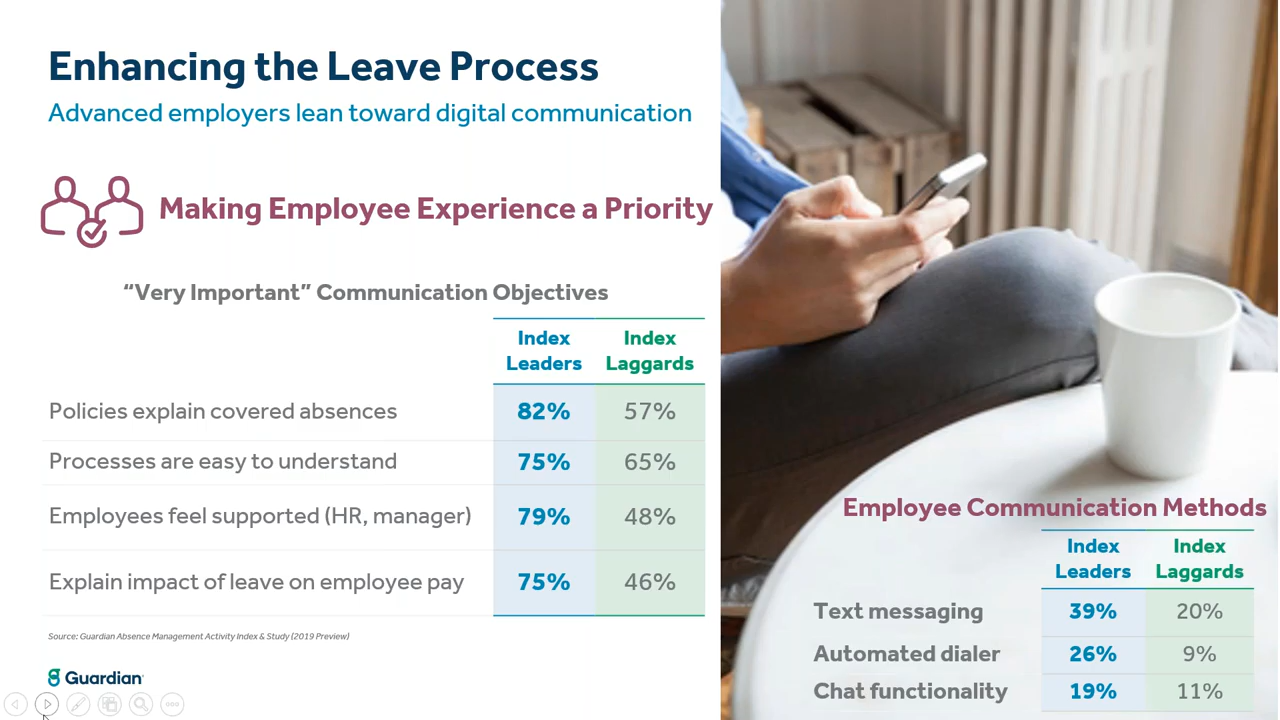 Enhancing the Leave Process
Advanced employers lean toward digital communication
Making Employee Experience a Priority
“Very Important” Communication Objectives
Index Leaders
Index Laggards
Policies explain covered absences 82% 57%
Processes are easy to understand 75% 65%
Employees feel supported (HR, manager) 79% 48%
Explain impact of leave on employee pay 75% 46%
Source: Guardian Absence Management Activity Index & Study (2019 Preview)
Guardian
Employee Communication Methods
Index Leaders
Index Laggards
Text messaging 39% 20%
Automated dialer 26% 9%
Chat functionality 19% 11%